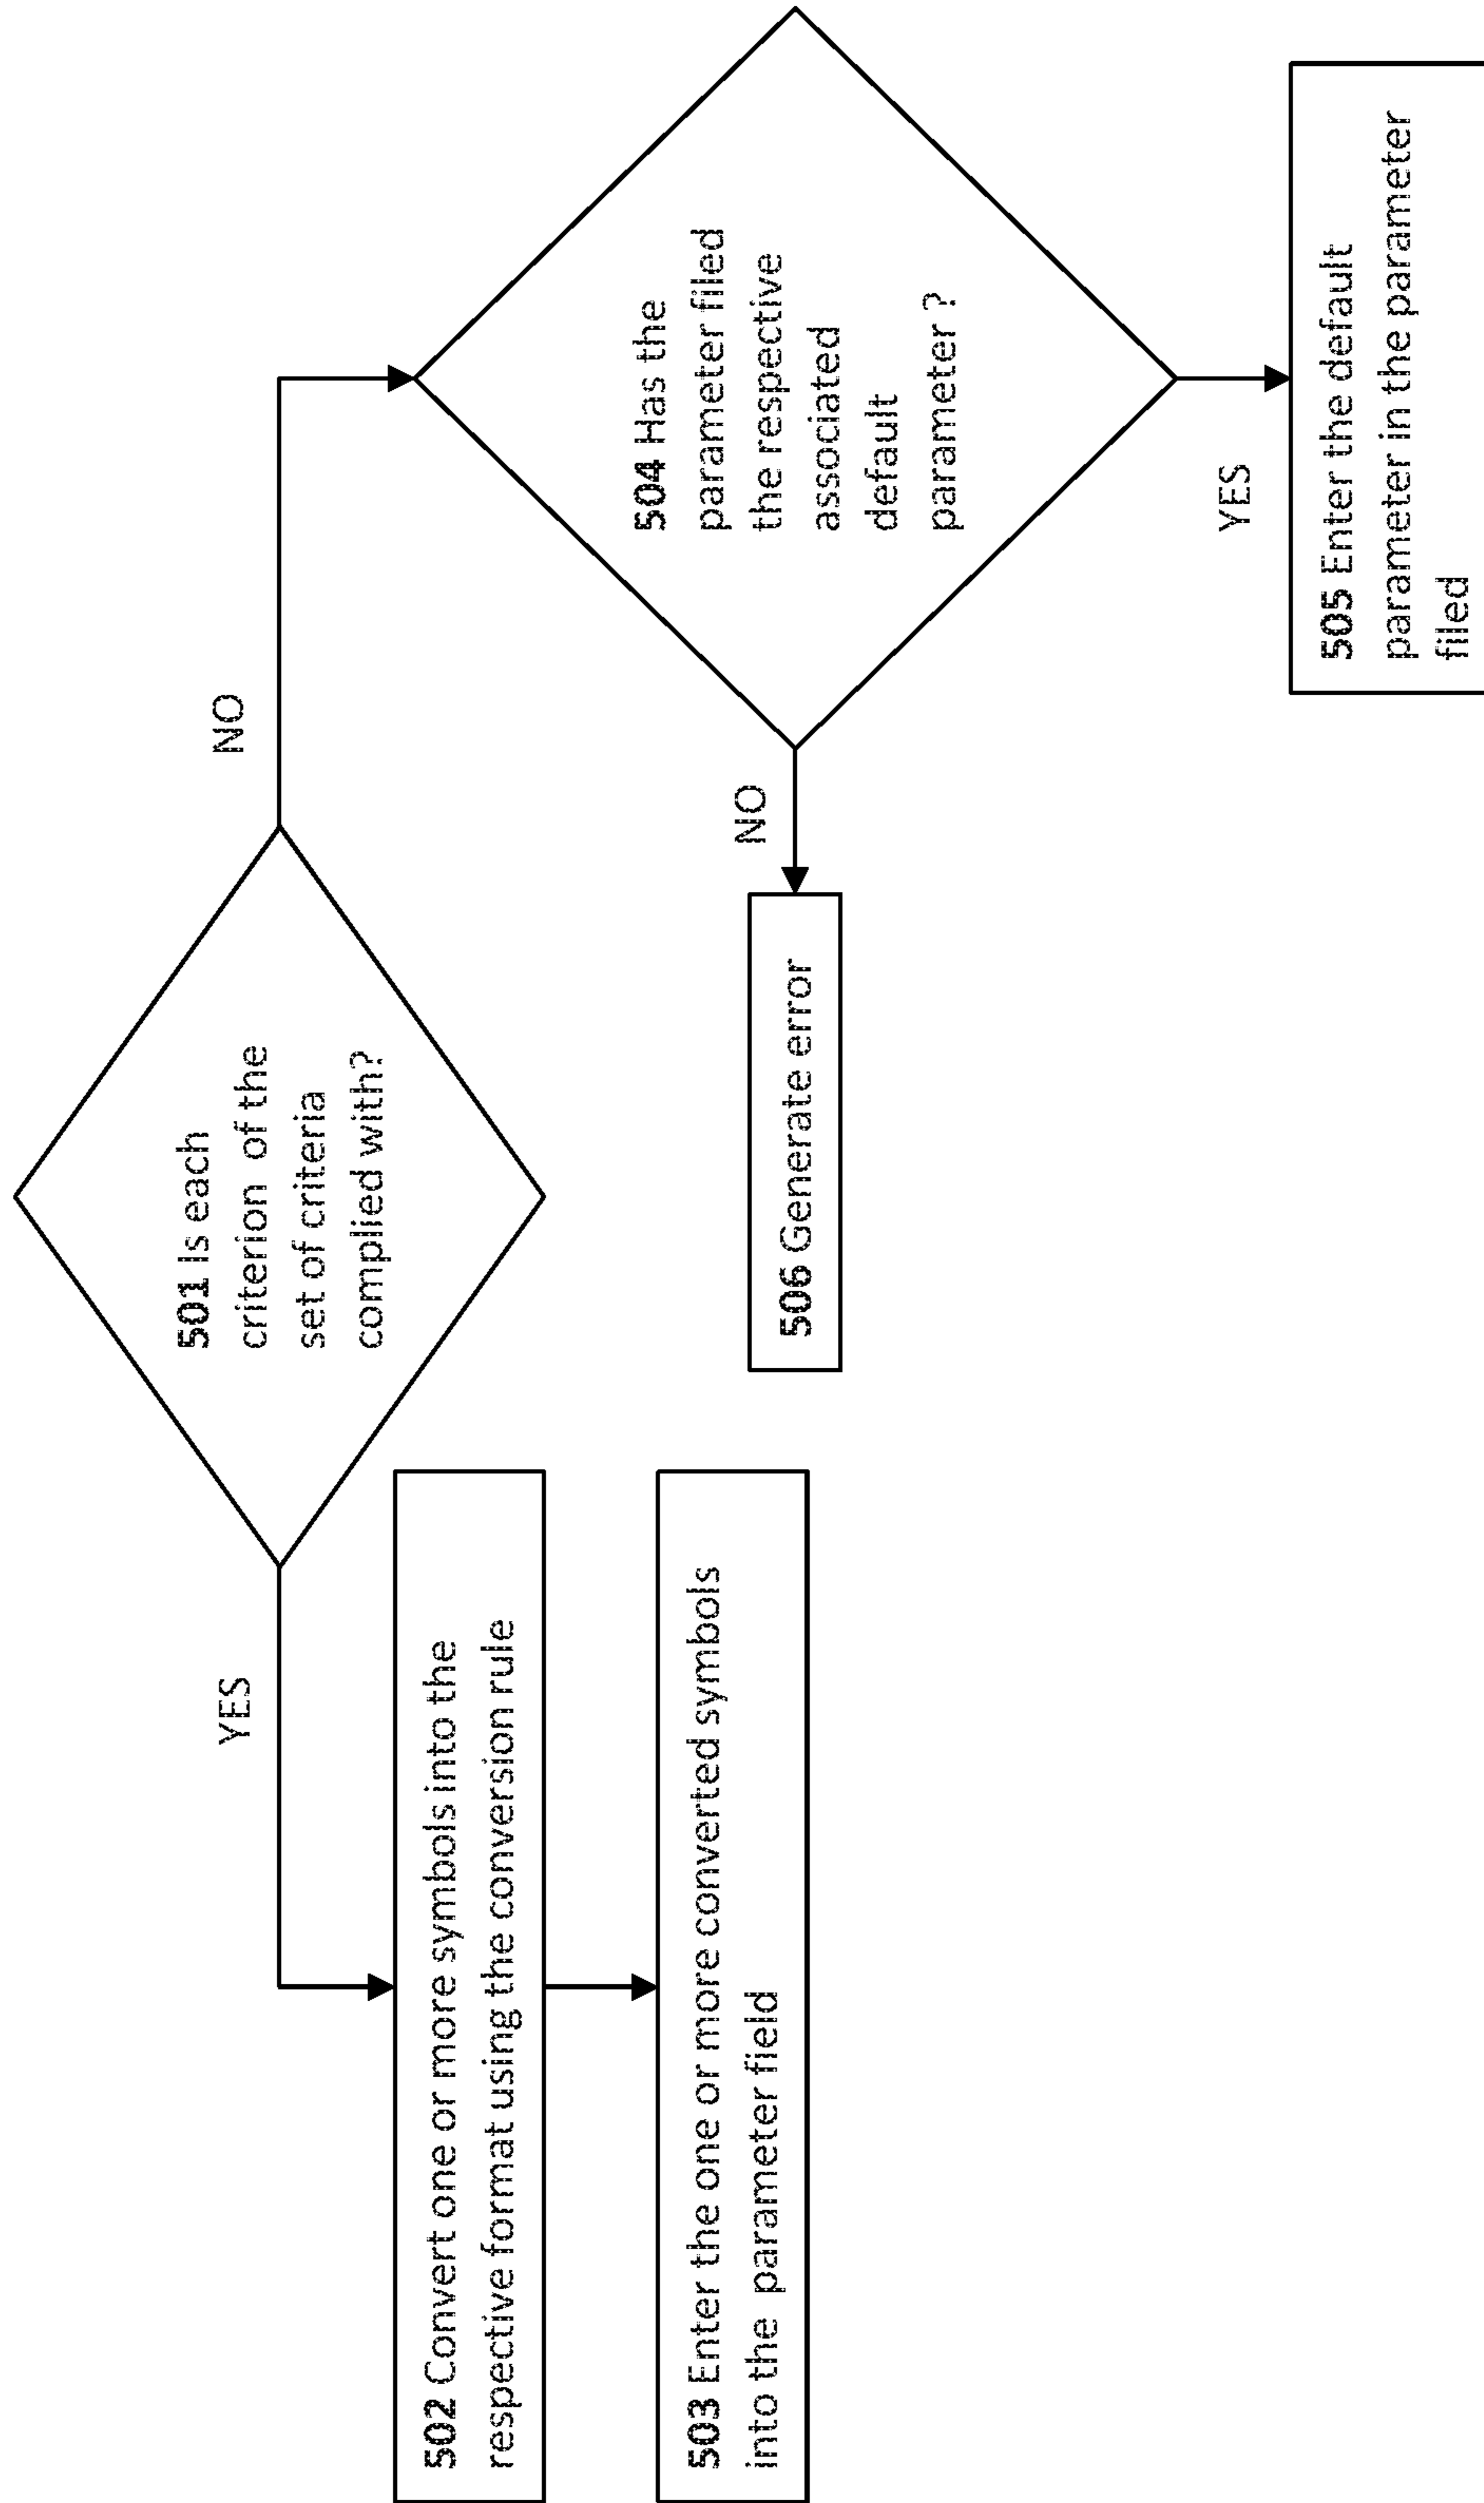 501 Is each
criterion of the
set of criteria
complied with?
YES
NO
502 Convert one or more symbols into the
respective format using the conversion rule
503 Enter the one or more converted symbols
into the parameter field
504 Has the
parameter filed
the respective
associated
default
parameter ?
NO
YES
506 Generate error
505 Enter the default
parameter in the parameter
filed